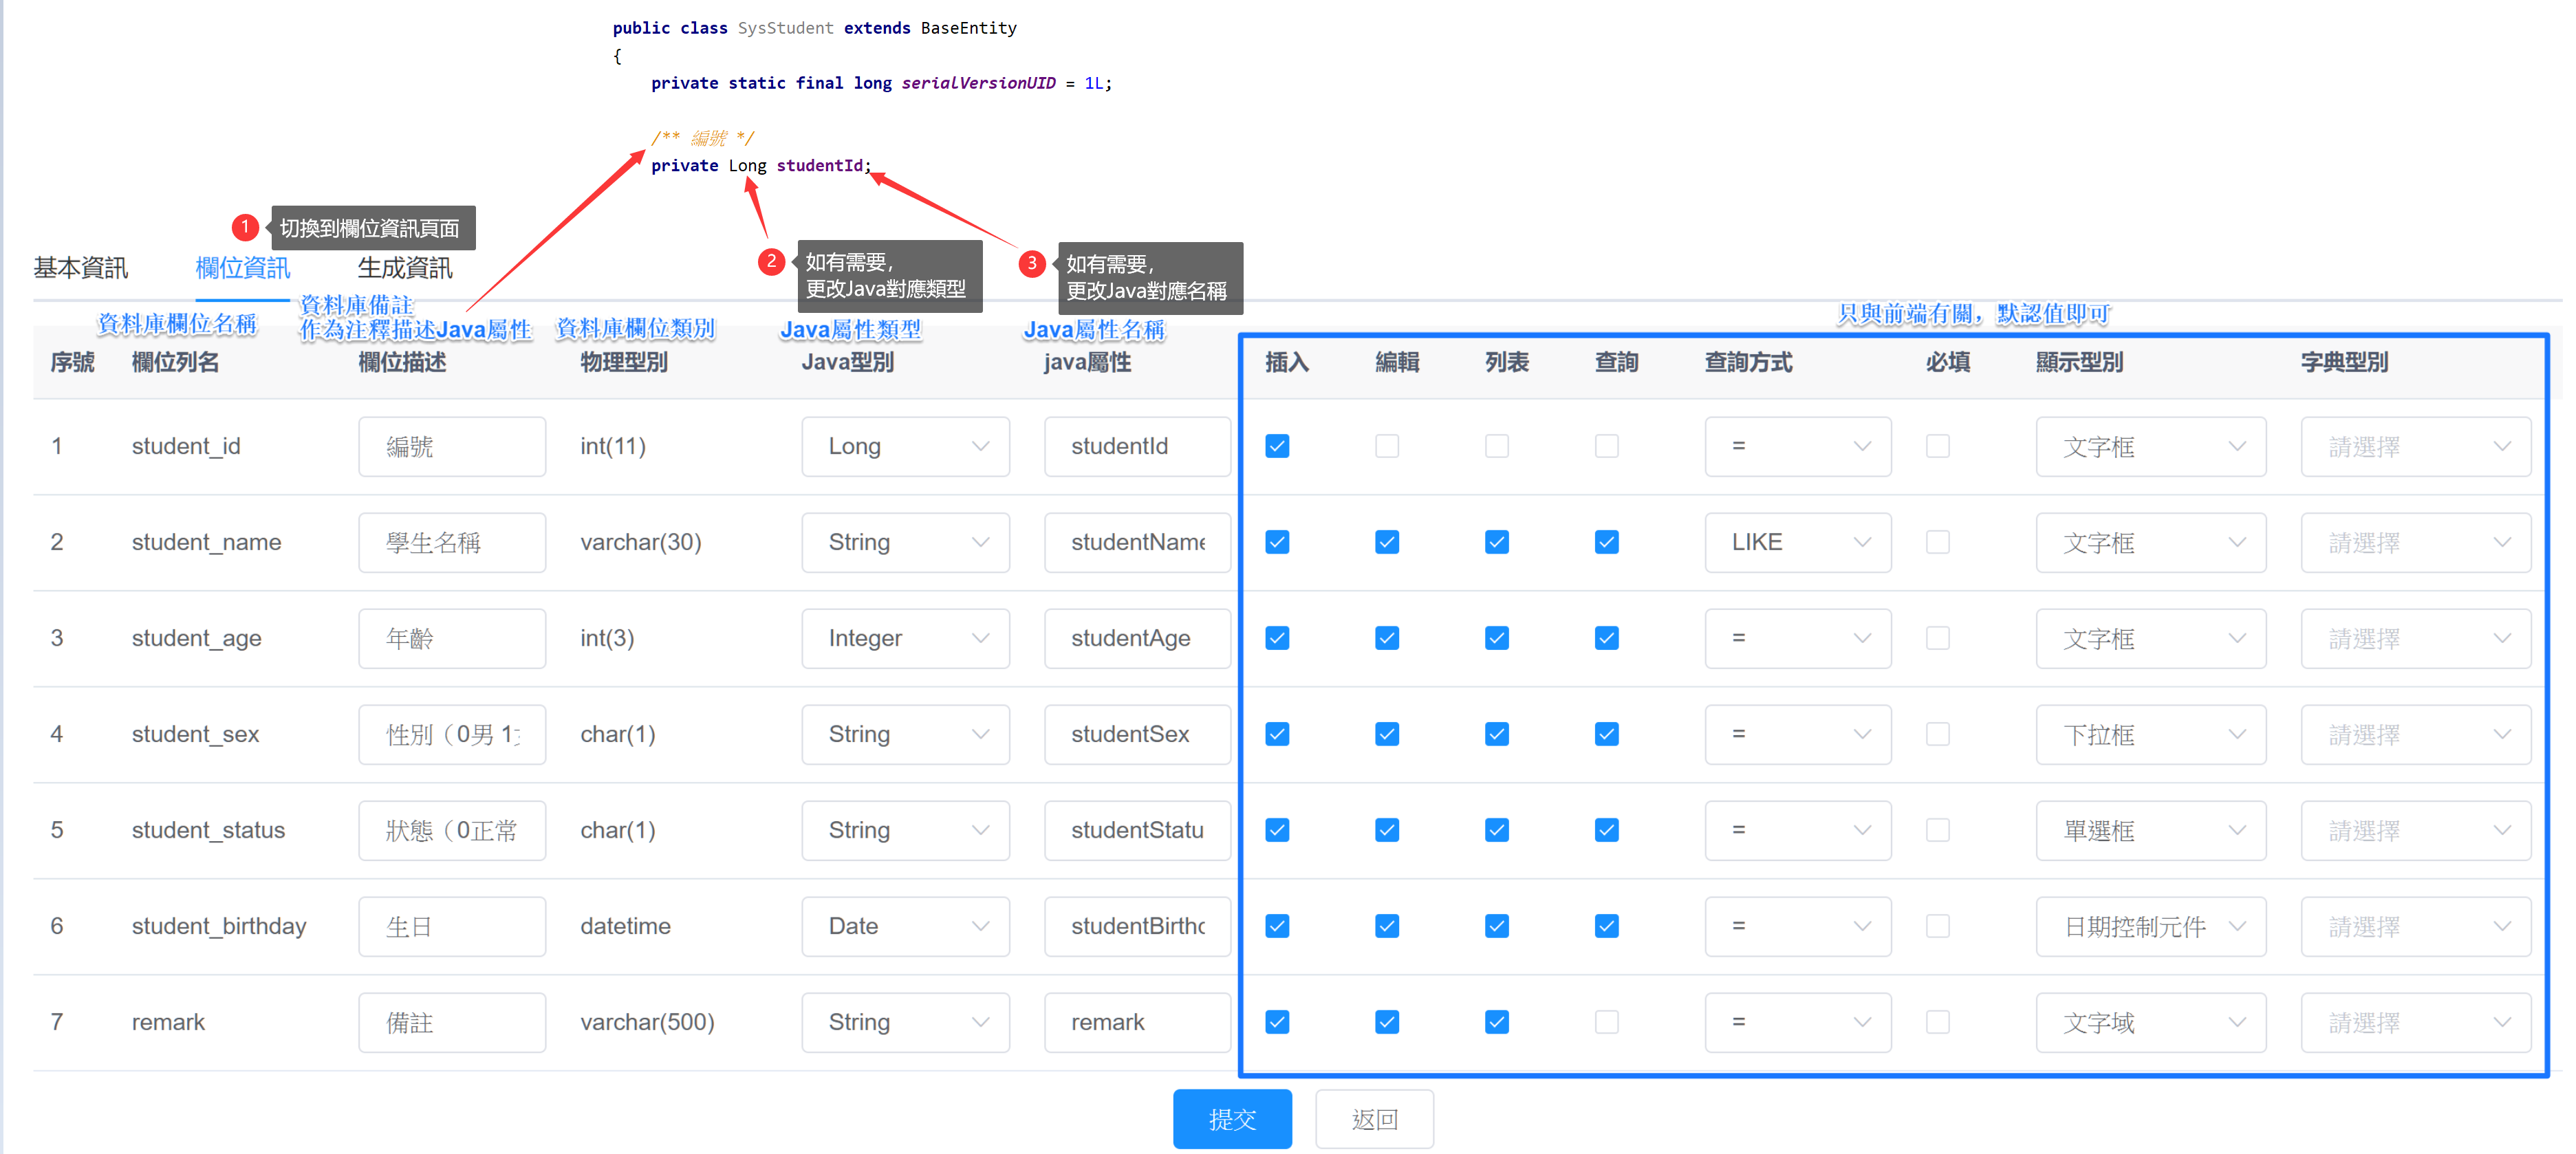 public class SysStudent extends BaseEntity
{
private static final long serialVersionUID = 1L;
/** 編號 */
private Long studentId;
1 切換到欄位資訊頁面
2 如有需要，
更改Java對應類型
3 如有需要，
更改Java對應名稱
基本資訊 欄位資訊 生成資訊
資料庫欄位名稱
資料庫備註
作為注釋描述Java屬性
資料庫欄位類別
Java屬性類型
Java屬性名稱
只與前端有關，默認值即可
序號 欄位列名 欄位描述 物理型別 Java型別 java屬性 插入 編輯 列表 查詢 查詢方式 必填 顯示型別 字典型別
1 student_id 編號 int(11) Long studentId = 文字框 請選擇
2 student_name 學生名稱 varchar(30) String studentName LIKE 文字框 請選擇
3 student_age 年齡 int(3) Integer studentAge = 文字框 請選擇
4 student_sex 性別（0男 1 char(1) String studentSex = 下拉框 請選擇
5 student_status 狀態（0正常 char(1) String studentStatu = 單選框 請選擇
6 student_birthday 生日 datetime Date studentBirth = 日期控制元件 請選擇
7 remark 備註 varchar(500) String remark = 文字域 請選擇
提交 返回